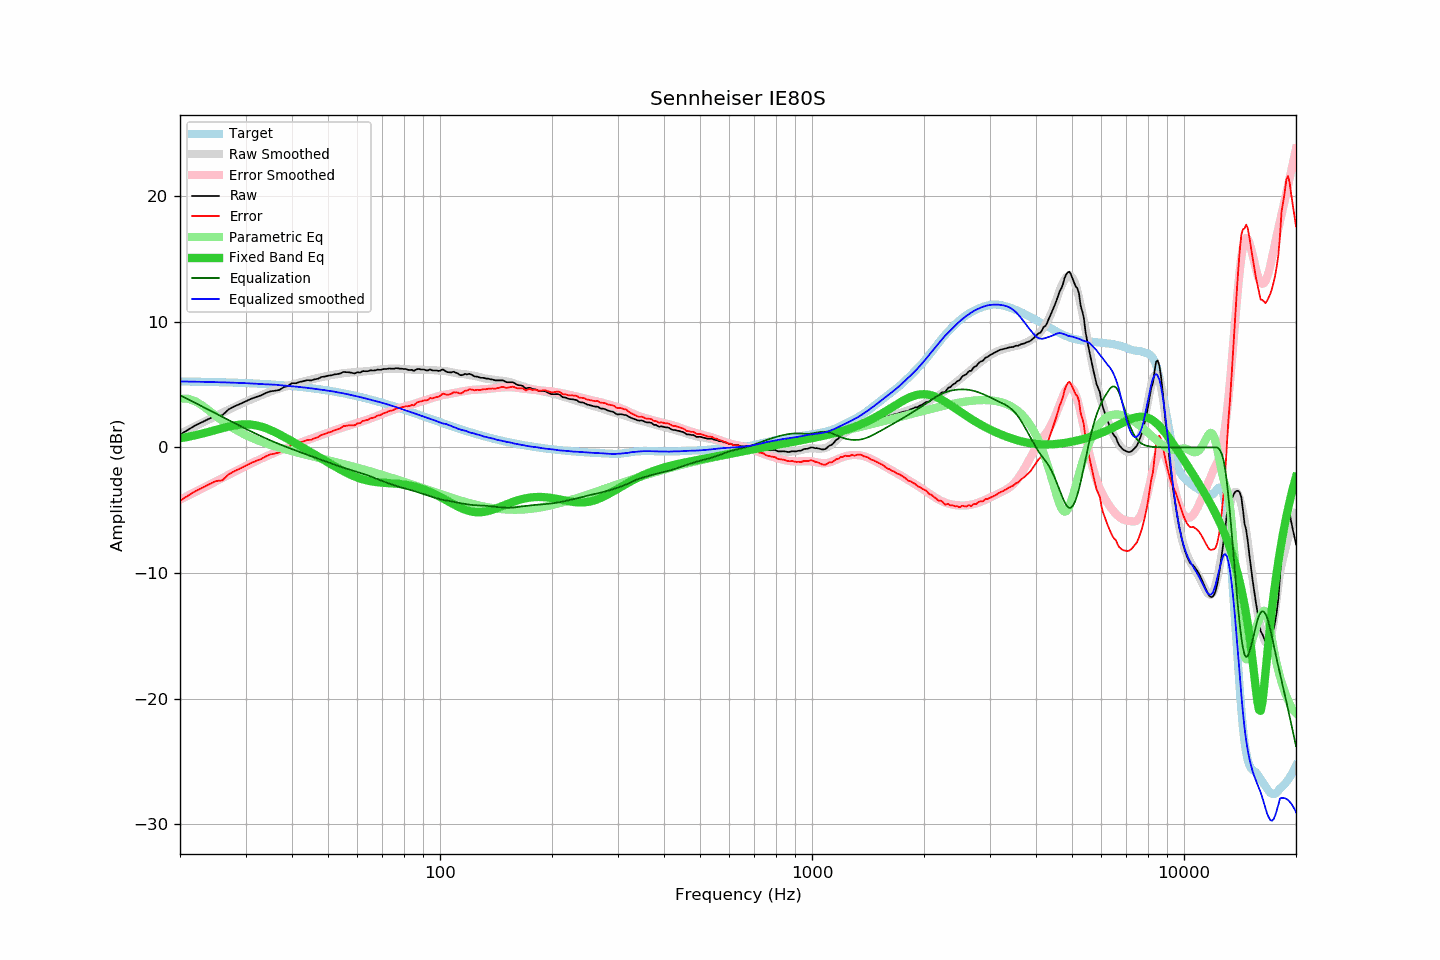 Sennheiser IE80S
Target
Raw Smoothed
Error Smoothed
Raw
Error
Parametric Eq
Fixed Band Eq
Equalization
Equalized smoothed
20
10
0
−10
−20
−30
Amplitude (dBr)
100
1000
10000
Frequency (Hz)